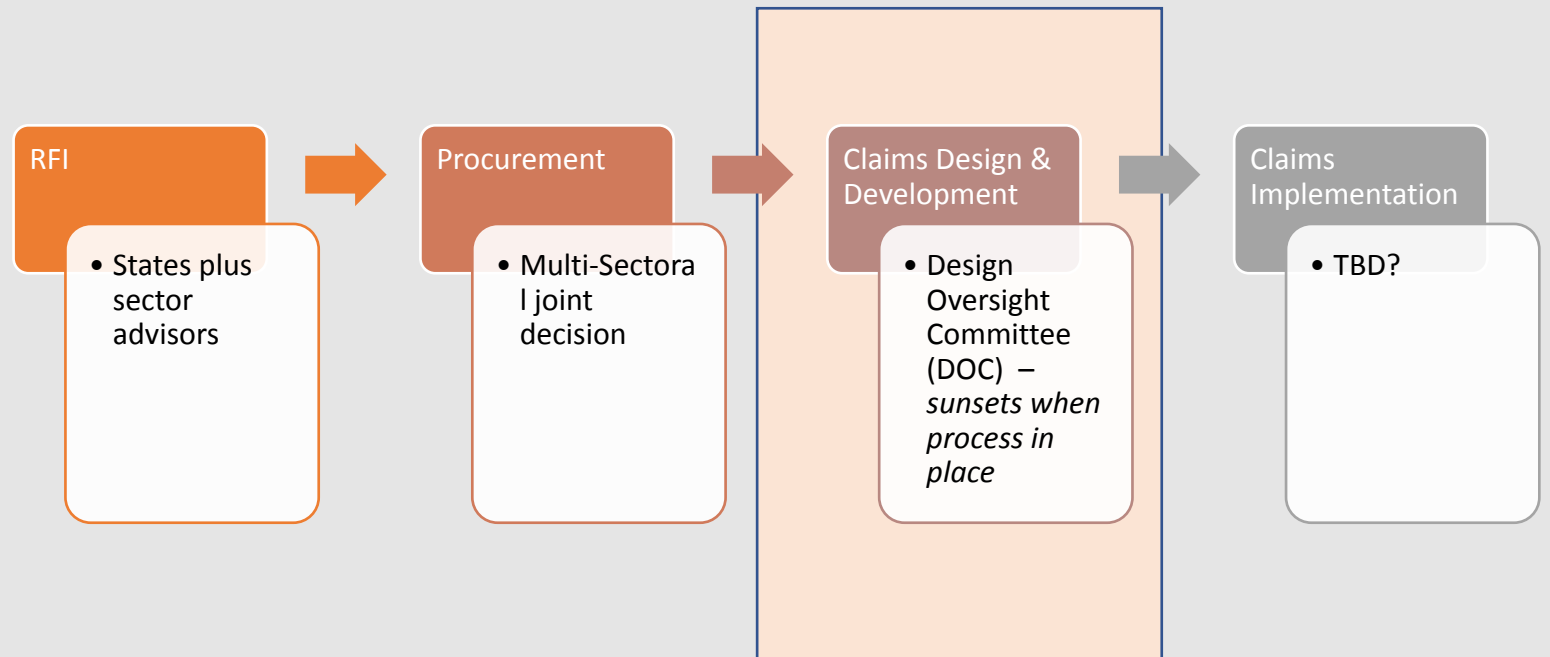 RFI
• States plus
sector
advisors
Procurement
• Multi-Sectora
l joint
decision
Claims Design &
Development
• Design
Oversight
Committee
(DOC) –
sunsets when
process in
place
Claims
Implementation
• TBD?